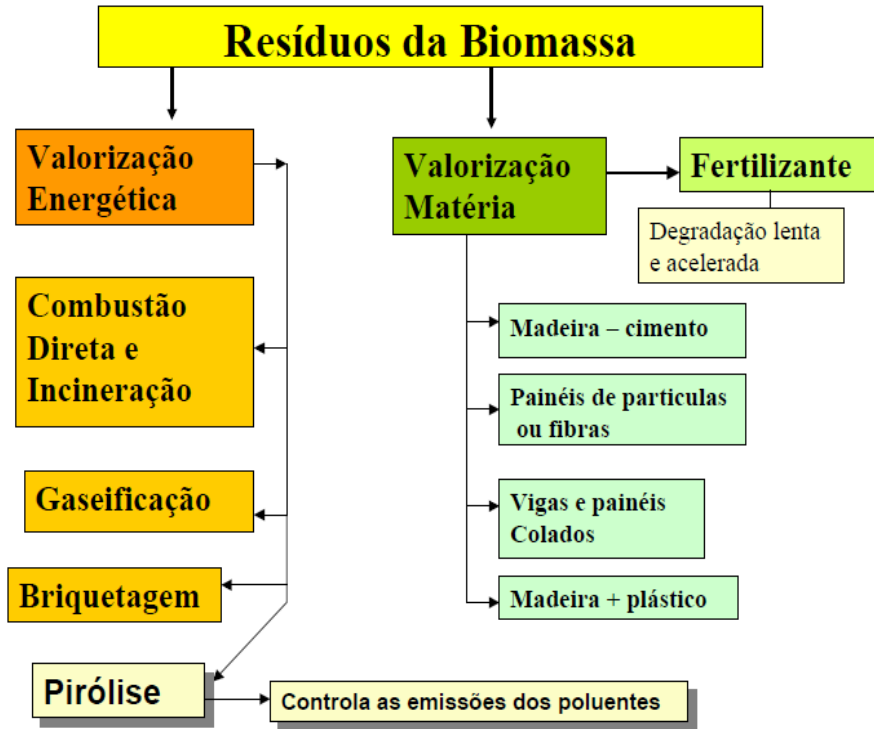 Resíduos da Biomassa
Valorização
Energética
Combustão
Direta e
Incineração
Gaseificação
Briquetagem
Pirólise
Controla as emissões dos poluentes
Valorização
Matéria
Fertilizante
Degradação lenta
e acelerada
Madeira – cimento
Painéis de particulas
ou fibras
Vigas e painéis
Colados
Madeira + plástico